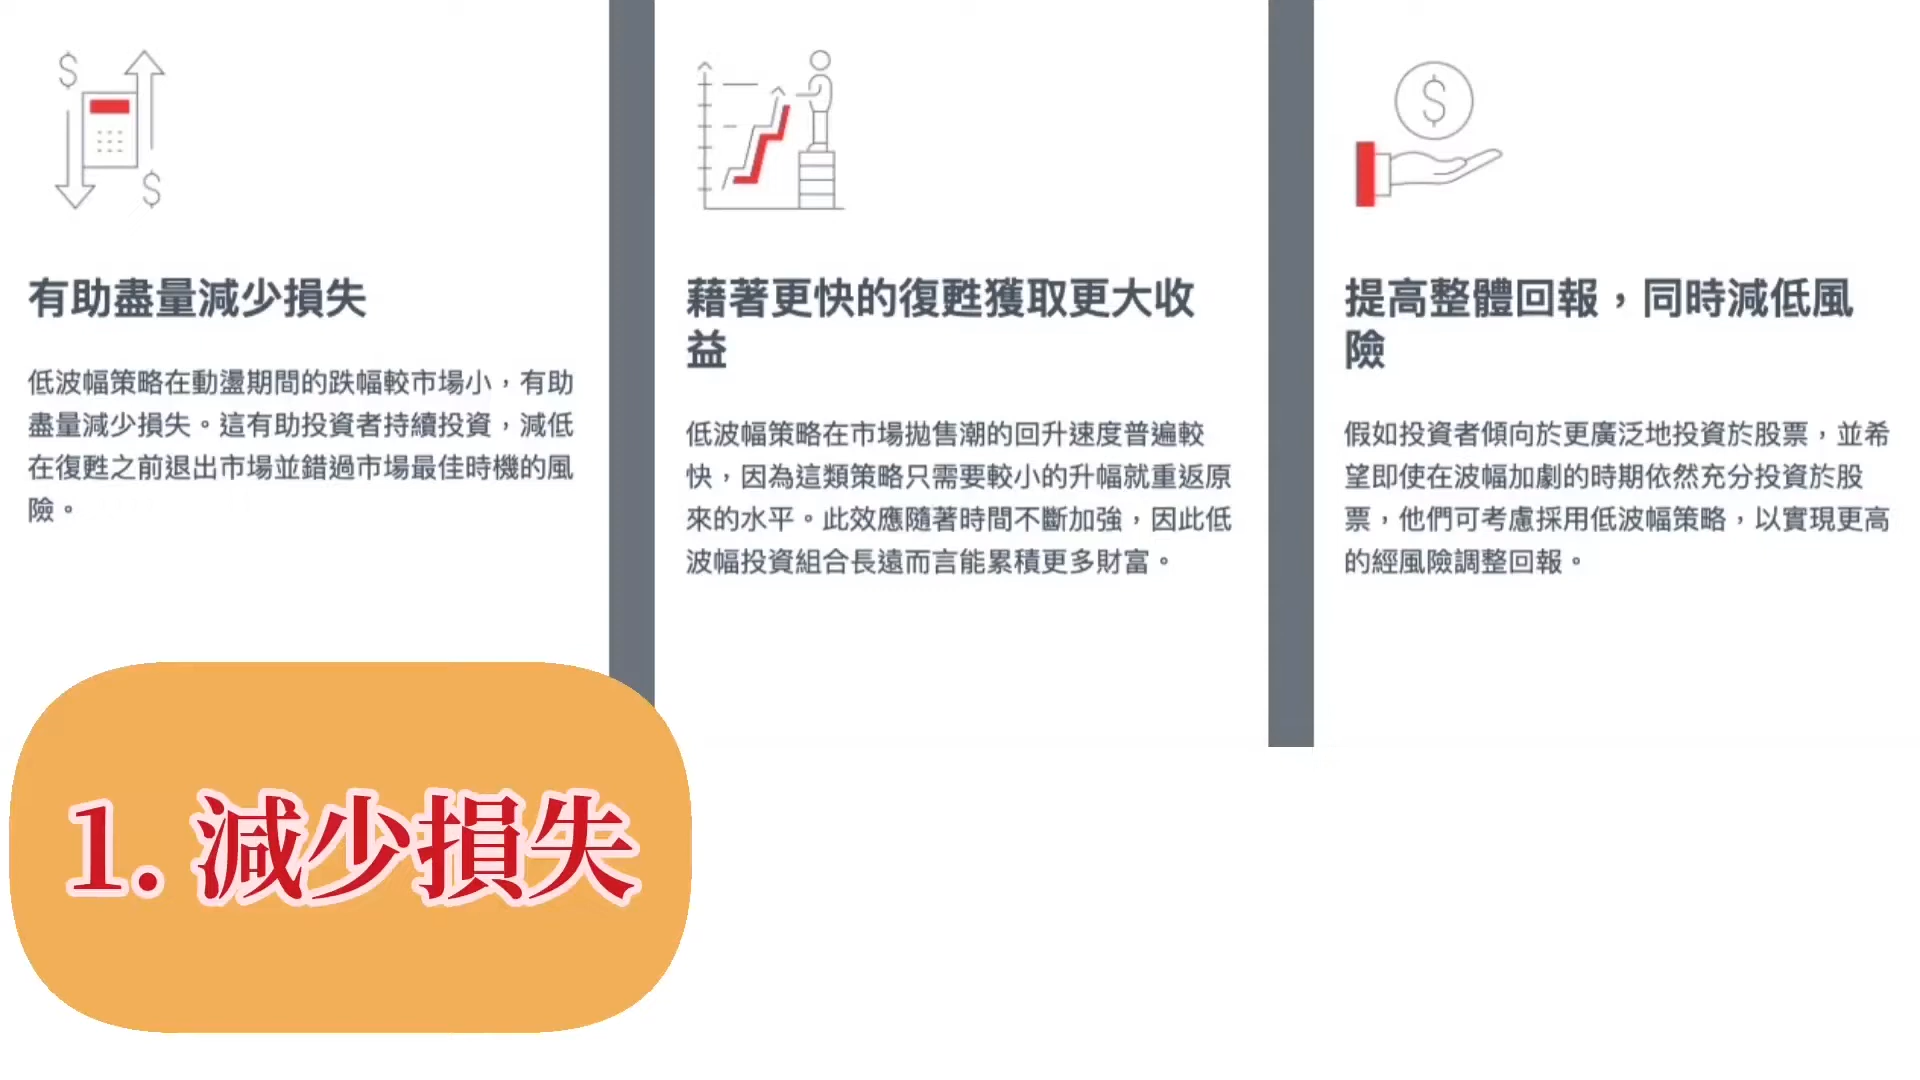 有助盡量減少損失
低波幅策略在動盪期間的跌幅較市場小，有助
盡量減少損失。這有助投資者持續投資，減低
在復甦之前退出市場並錯過市場最佳時機的風
險。
藉著更快的復甦獲取更大收
益
低波幅策略在市場拋售潮的回升速度普遍較
快，因為這類策略只需要較小的升幅就重返原
來的水平。此效應隨著時間不斷加強，因此低
波幅投資組合長遠而言能累積更多財富。
提高整體回報，同時減低風
險
假如投資者傾向於更廣泛地投資於股票，並希
望即使在波幅加劇的時期依然充分投資於股
票，他們可考慮採用低波幅策略，以實現更高
的經風險調整回報。
1. 減少損失